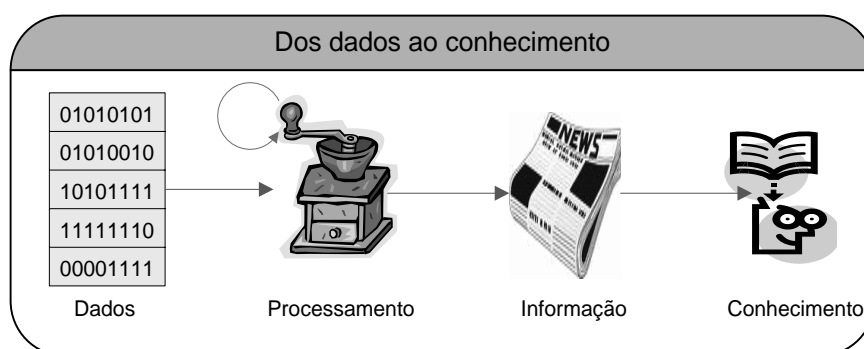 Dos dados ao conhecimento
01010101
01010010
10101111
11111110
00001111
NEWS
Dados
Processamento
Informação
Conhecimento